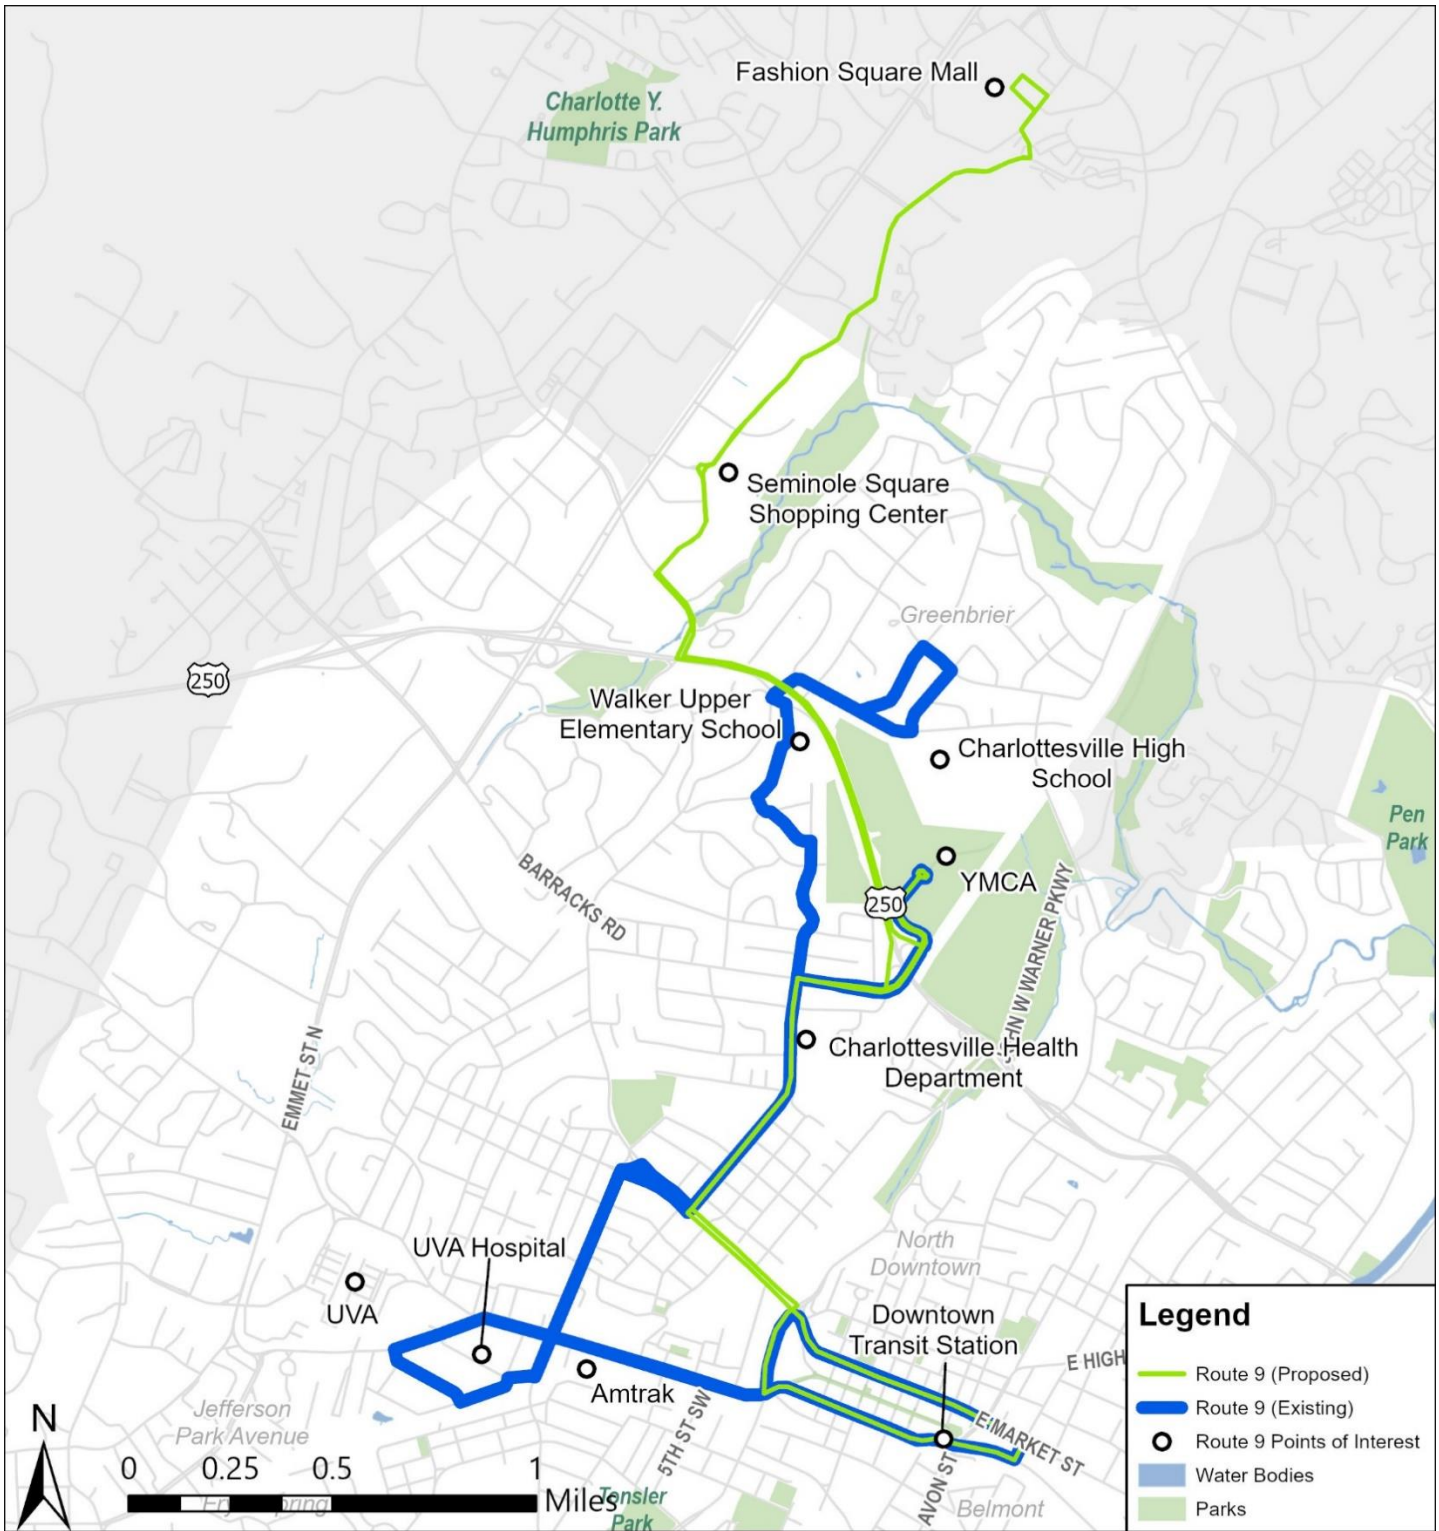 Fashion Square Mall
Charlotte Y.
Humphris Park
Seminole Square
Shopping Center
Greenbrier
250
Walker Upper
Elementary School
Charlottesville High
School
Pen
Park
BARRACKS RD
YMCA
250
HN W WARNER PKWY
Charlottesville Health
Department
EMMET ST N
UVA Hospital
North
Downtown
UVA
Downtown
Transit Station
E HIGH
Amtrak
Jefferson
Park Avenue
5TH ST SW
E MARKET ST
AVON ST
Belmont
Tonsler
Park
N
0 0.25 0.5 1
Miles
Legend
Route 9 (Proposed)
Route 9 (Existing)
Route 9 Points of Interest
Water Bodies
Parks